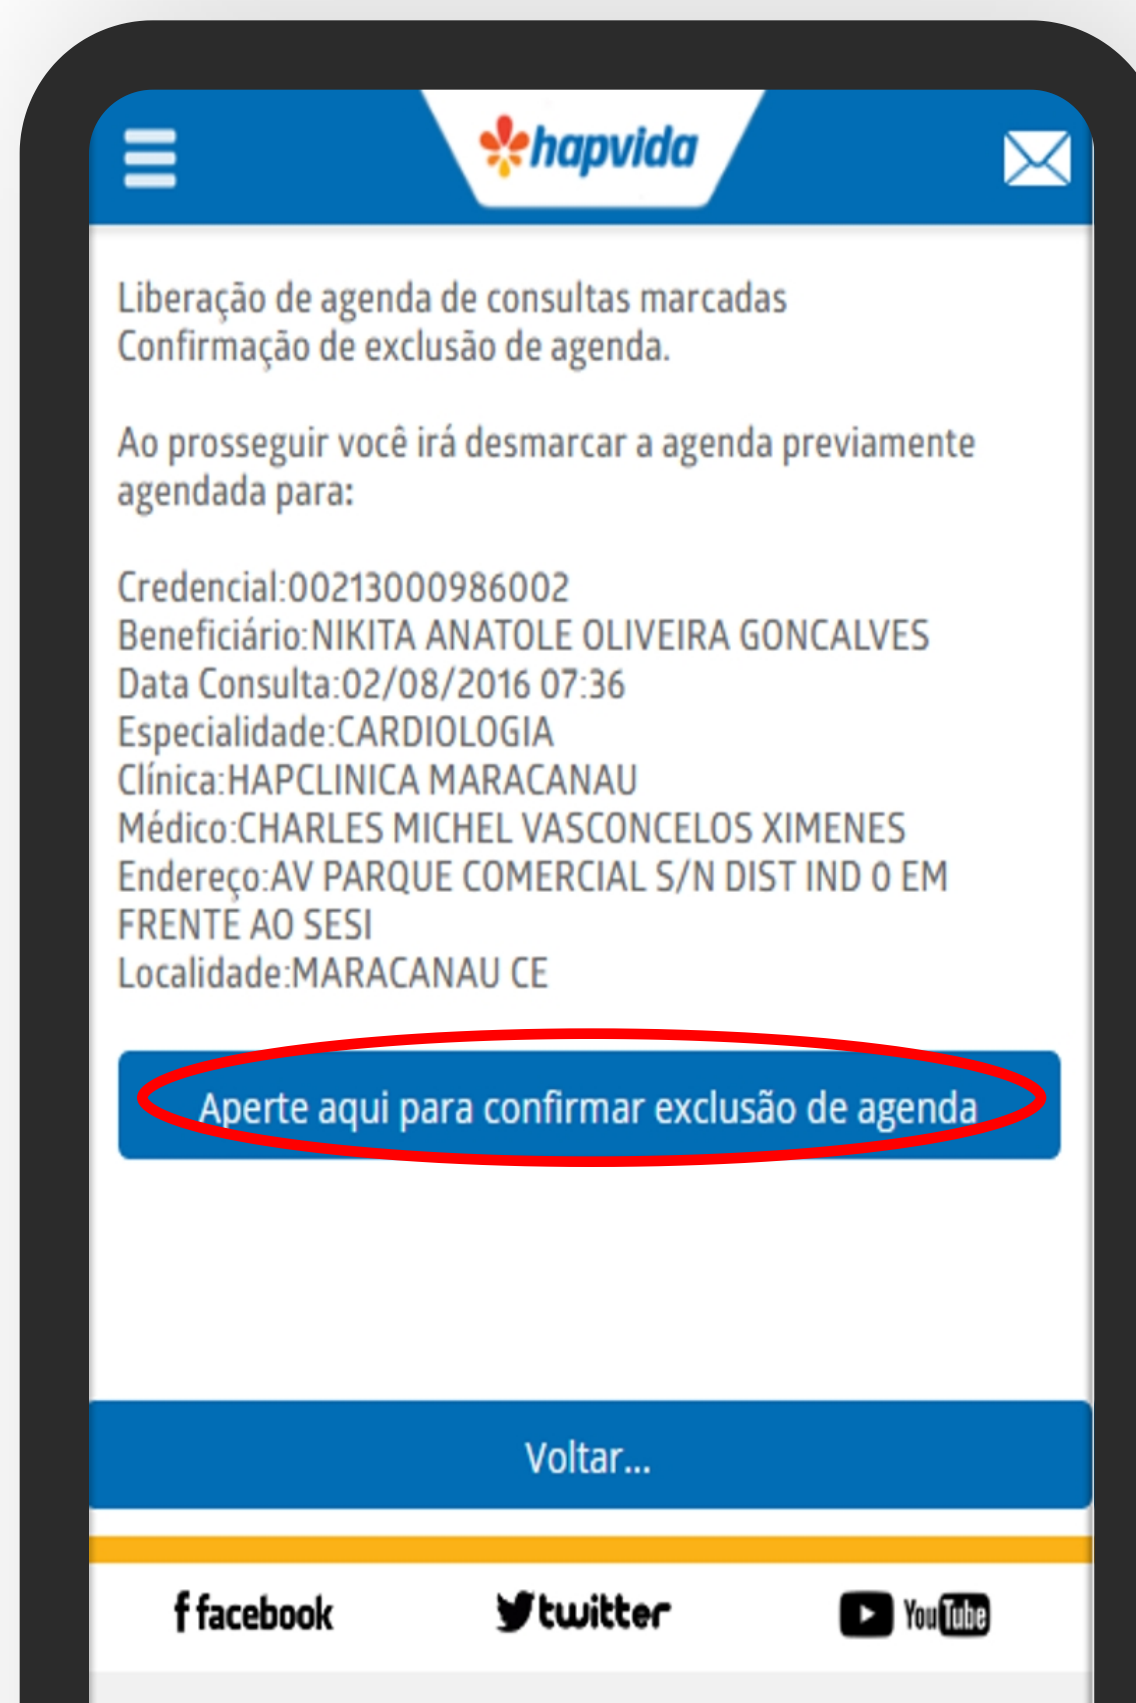 hapvida
Liberação de agenda de consultas marcadas
Confirmação de exclusão de agenda.
Ao prosseguir você irá desmarcar a agenda previamente
agendada para:
Credencial:00213000986002
Beneficiário:NIKITA ANATOLE OLIVEIRA GONCALVES
Data Consulta:02/08/2016 07:36
Especialidade:CARDIOLOGIA
Clínica:HAPCLINICA MARACANAU
Médico:CHARLES MICHEL VASCONCELOS XIMENES
Endereço:AV PARQUE COMERCIAL S/N DIST IND 0 EM
FRENTE AO SESI
Localidade:MARACANAU CE
Aperte aqui para confirmar exclusão de agenda
Voltar...
f facebook twitter YouTube